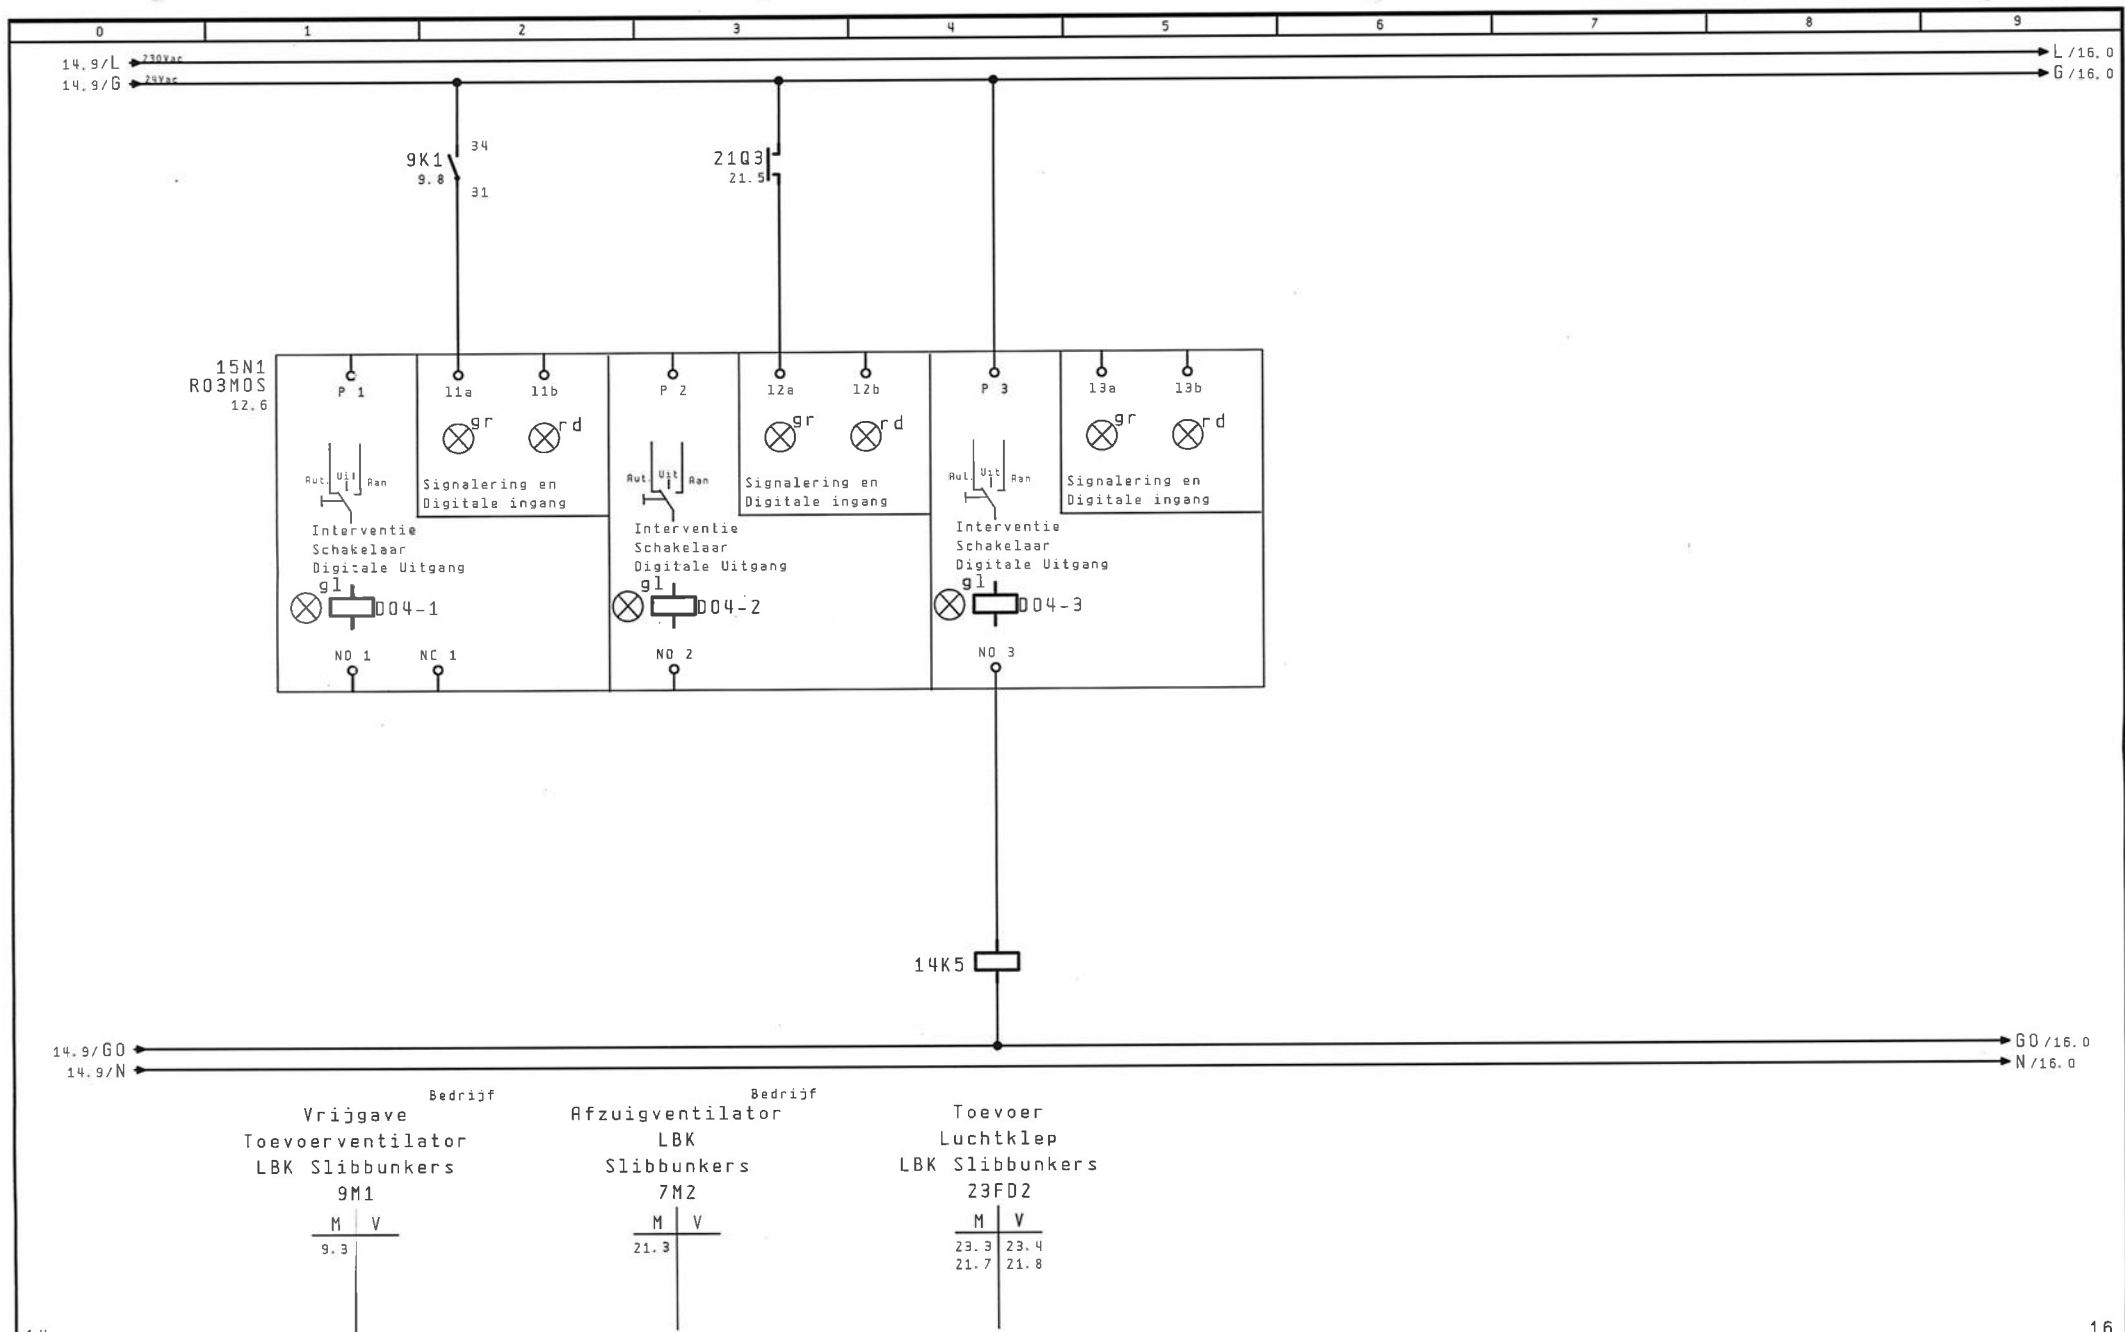 0 1 2 3 4 5 6 7 8 9
14.9/L 230Vac L/16.0
14.9/G 24Vac G/16.0
34
9K1 21Q3
9.8 21.5
31
15N1
R03MOS
12.6
P 1 11a 11b P 2 12a 12b P 3 13a 13b
gr rd gr rd gr rd
Aut. Uit Aan Aut. Uit Aan Aut. Uit Aan
Signalering en Signalering en Signalering en
Digitale ingang Digitale ingang Digitale ingang
Interventie Interventie Interventie
Schakelaar Schakelaar Schakelaar
Digitale Uitgang Digitale Uitgang Digitale Uitgang
gl gl gl
D04-1 D04-2 D04-3
NO 1 NC 1 NO 2 NO 3
14K5
14.9/G0 G0/16.0
14.9/N N/16.0
Bedrijf Bedrijf
Vrijgave
Toevoerventilator
LBK Slibbunkers
9M1
M V
9.3
Afzuigventilator
LBK
Slibbunkers
7M2
M V
21.3
Toevoer
Luchtklep
LBK Slibbunkers
23FD2
M V
23.3 23.4
21.7 21.8
16